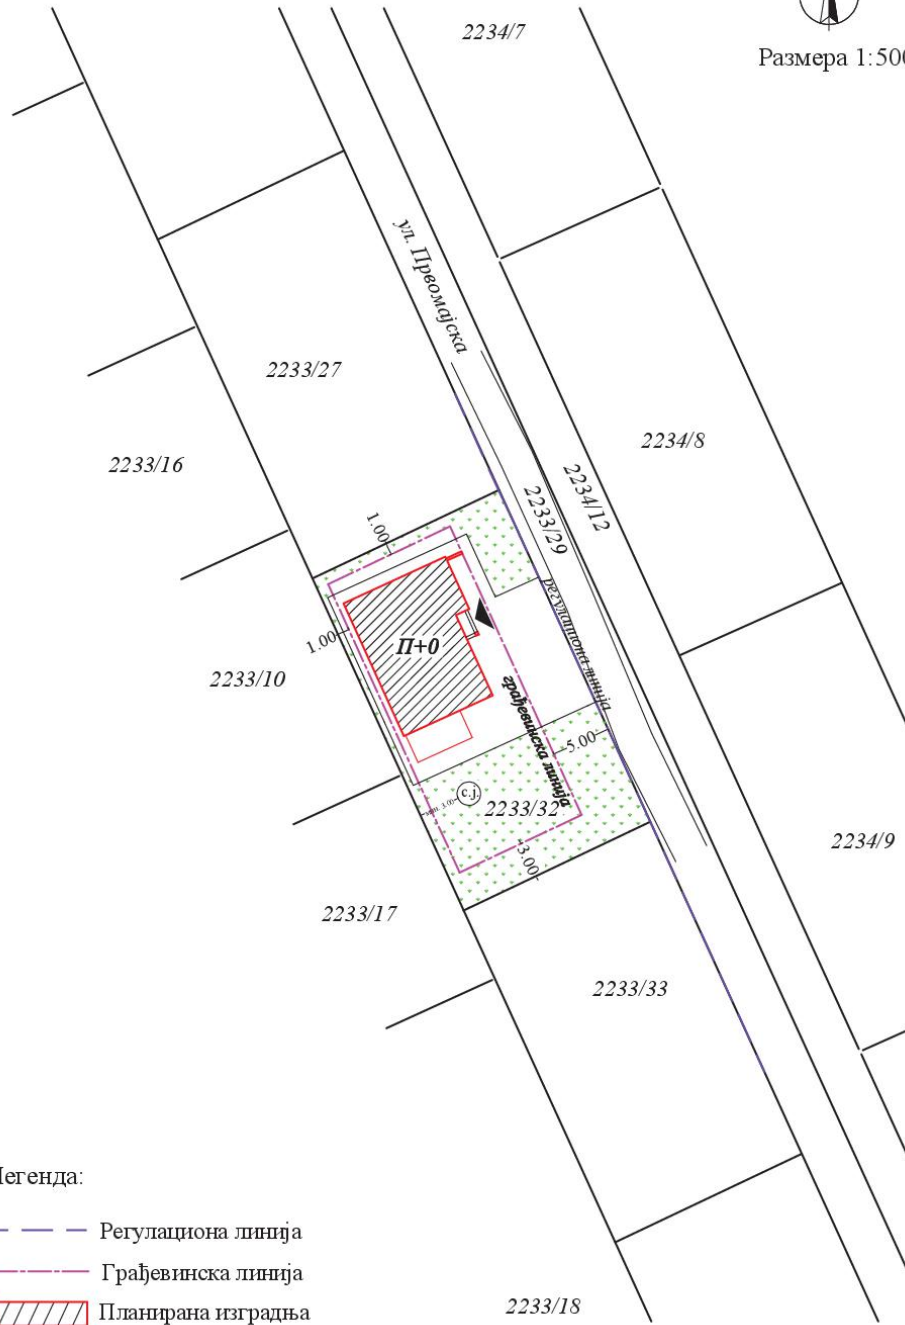 2234/7
Размера 1:500
ул. Првомајска
2233/27
2234/8
2233/16
2234/12
2233/29
1.00
регулациона линија
1.00
П+0
2233/10
грађевинска линија
5.00
с.ј.
2233/32
2234/9
3.00
2233/17
2233/33
Легенда:
Регулациона линија
Грађевинска линија
Планирана изградња
2233/18